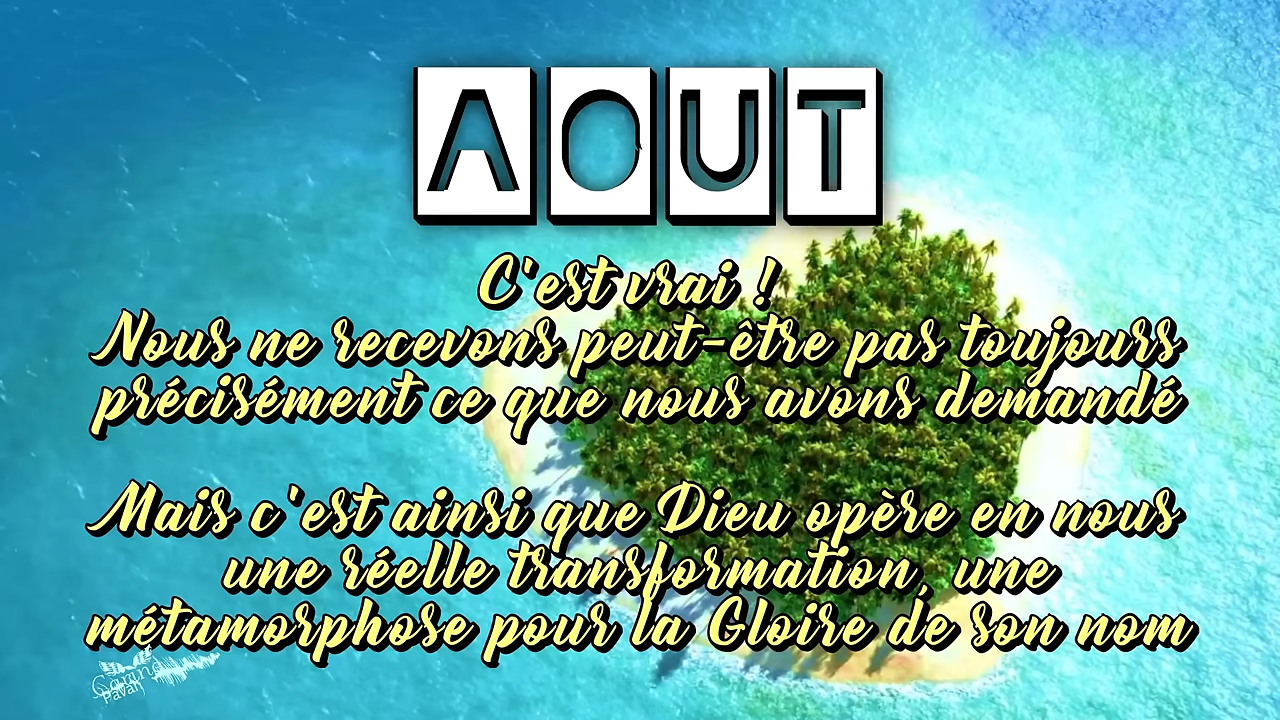 AOUT
C'est vrai !
Nous ne recevons peut-être pas toujours
précisément ce que nous avons demandé
Mais c'est ainsi que Dieu opère en nous
une réelle transformation, une
métamorphose pour la Gloire de son nom
Pavan